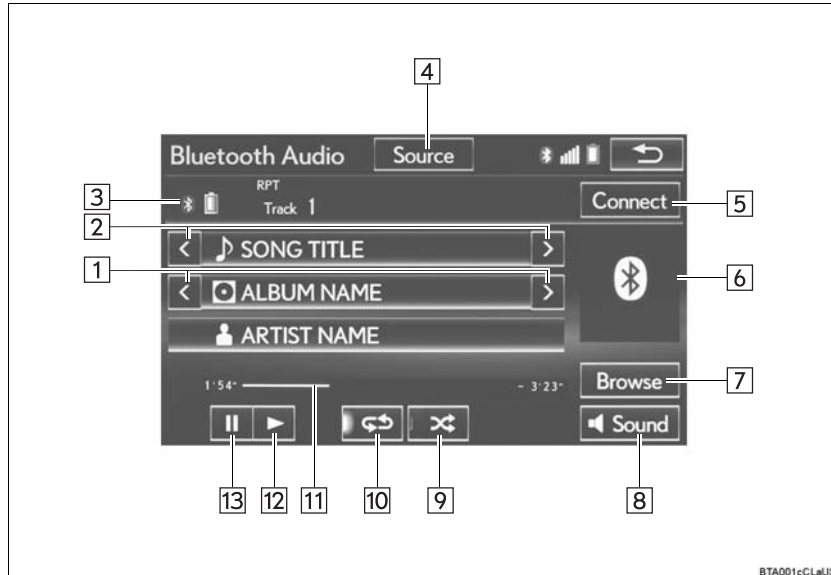 4
Bluetooth Audio Source
3
RPT
Track 1
Connect
5
2
SONG TITLE
1
ALBUM NAME
6
ARTIST NAME
1'54" - 3'23"
Browse
7
Sound
13 12 11 10 9 8
BTA001cCLaUS